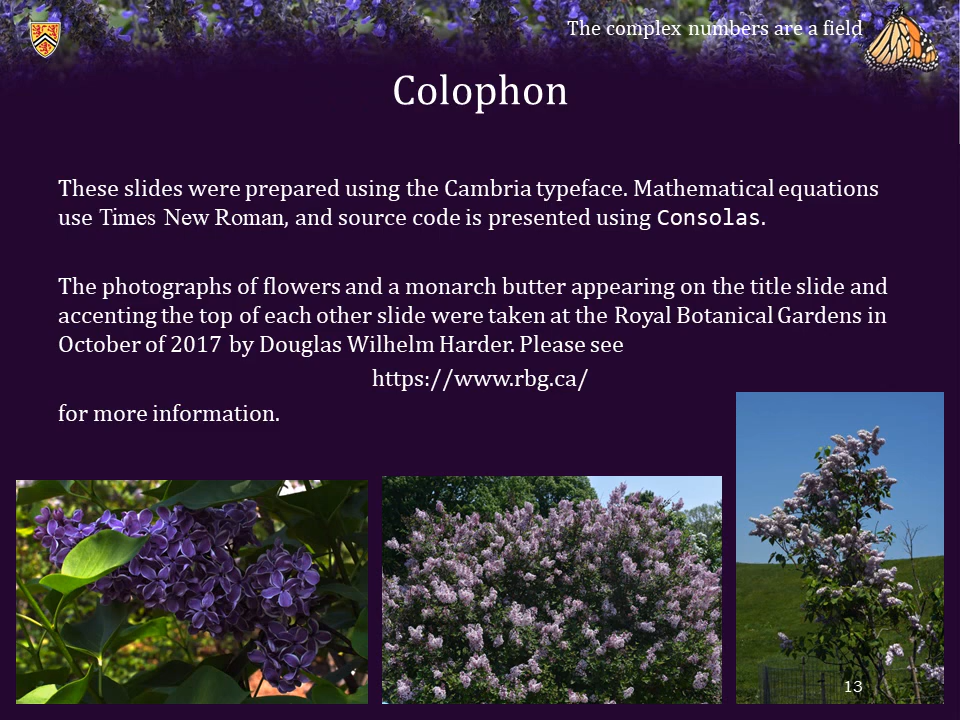 The complex numbers are a field
Colophon
These slides were prepared using the Cambria typeface. Mathematical equations
use Times New Roman, and source code is presented using Consolas.
The photographs of flowers and a monarch butter appearing on the title slide and
accenting the top of each other slide were taken at the Royal Botanical Gardens in
October of 2017 by Douglas Wilhelm Harder. Please see
https://www.rbg.ca/
for more information.
13